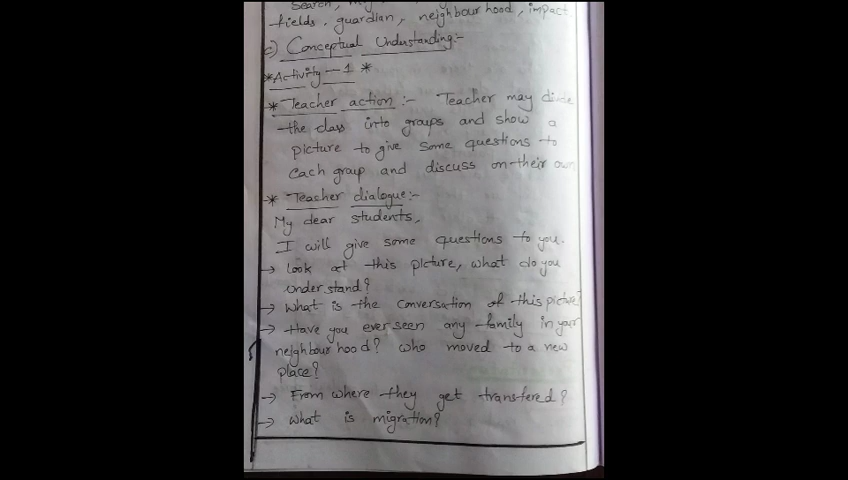 Search,
fields, guardian, neighbourhood, impact
c) Conceptual Understanding:-
*Activity-1*
* Teacher action:- Teacher may divide
the class into groups and show a
picture to give some questions to
each group and discuss on their own
* Teacher dialogue:-
My dear students,
I will give some questions to you.
→ Look at this picture, what do you
understand?
→ What is the conversation of this picture?
→ Have you ever seen any family in your
neighbourhood? who moved to a new
place?
→ From where they get transfered?
→ What is migration?